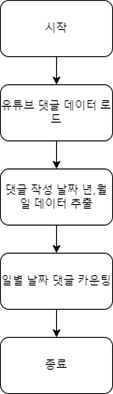 시작
유튜브 댓글 데이터 로
드
댓글 작성 날짜 년,월
일 데이터 추출
일별 날짜 댓글 카운팅
종료